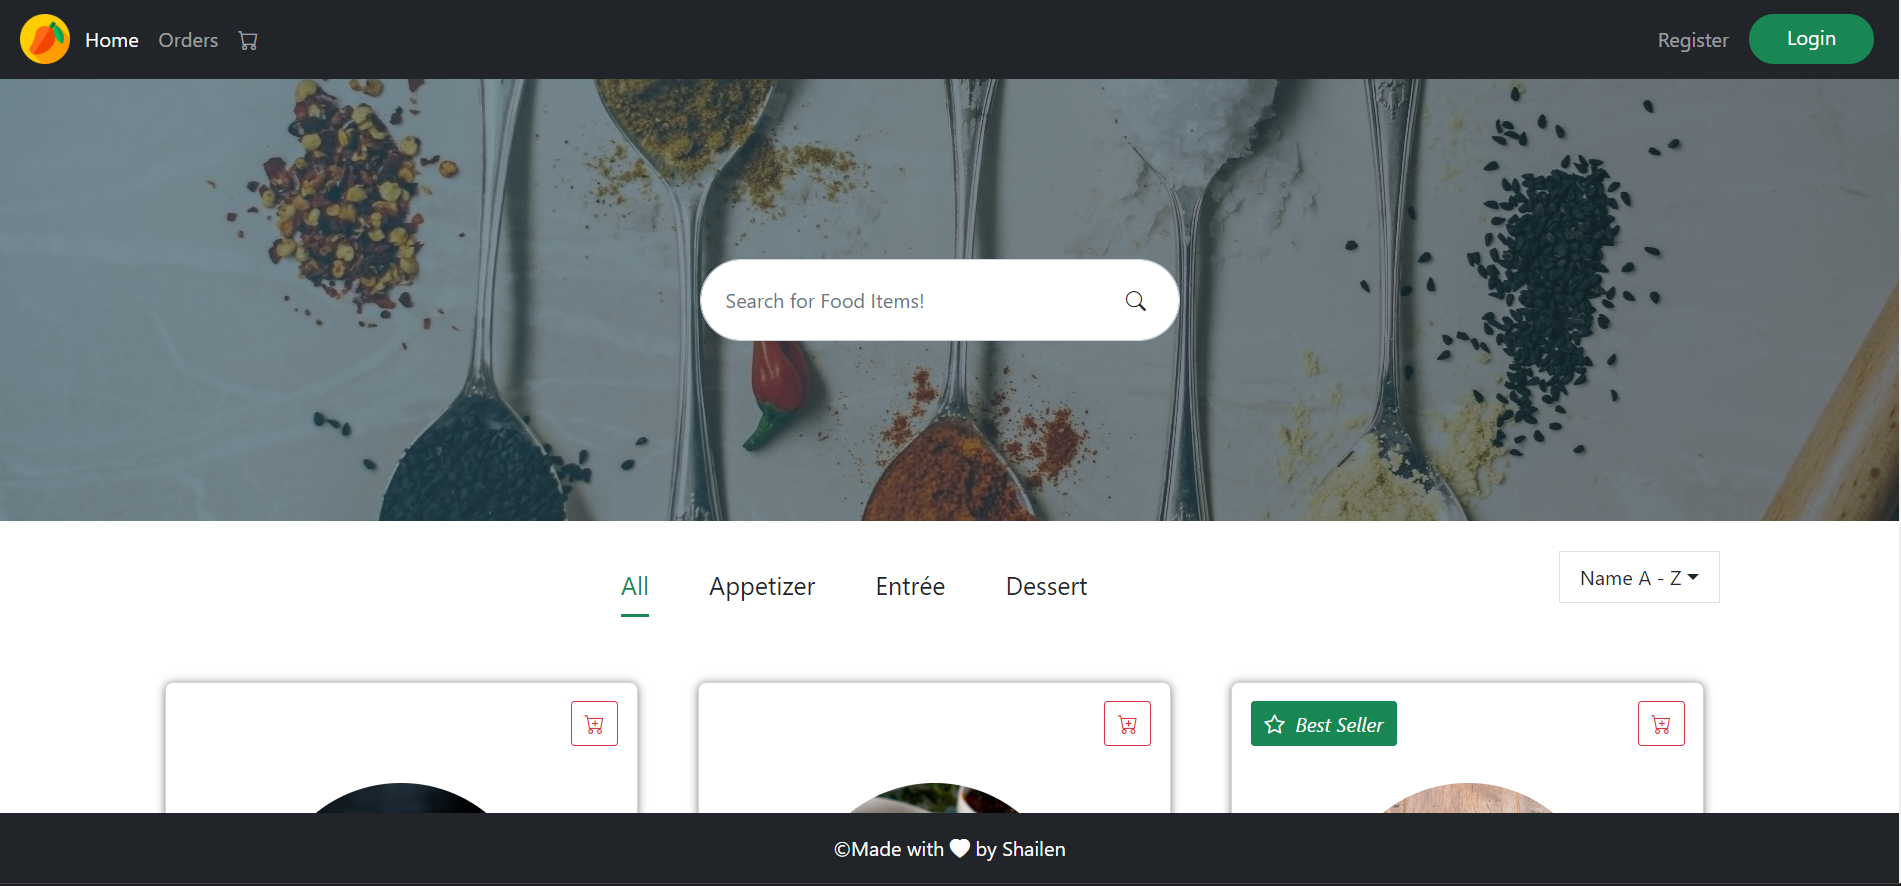 Home Orders Register Login
Search for Food Items!
All Appetizer Entrée Dessert Name A - Z
Best Seller
©Made with by Shailen